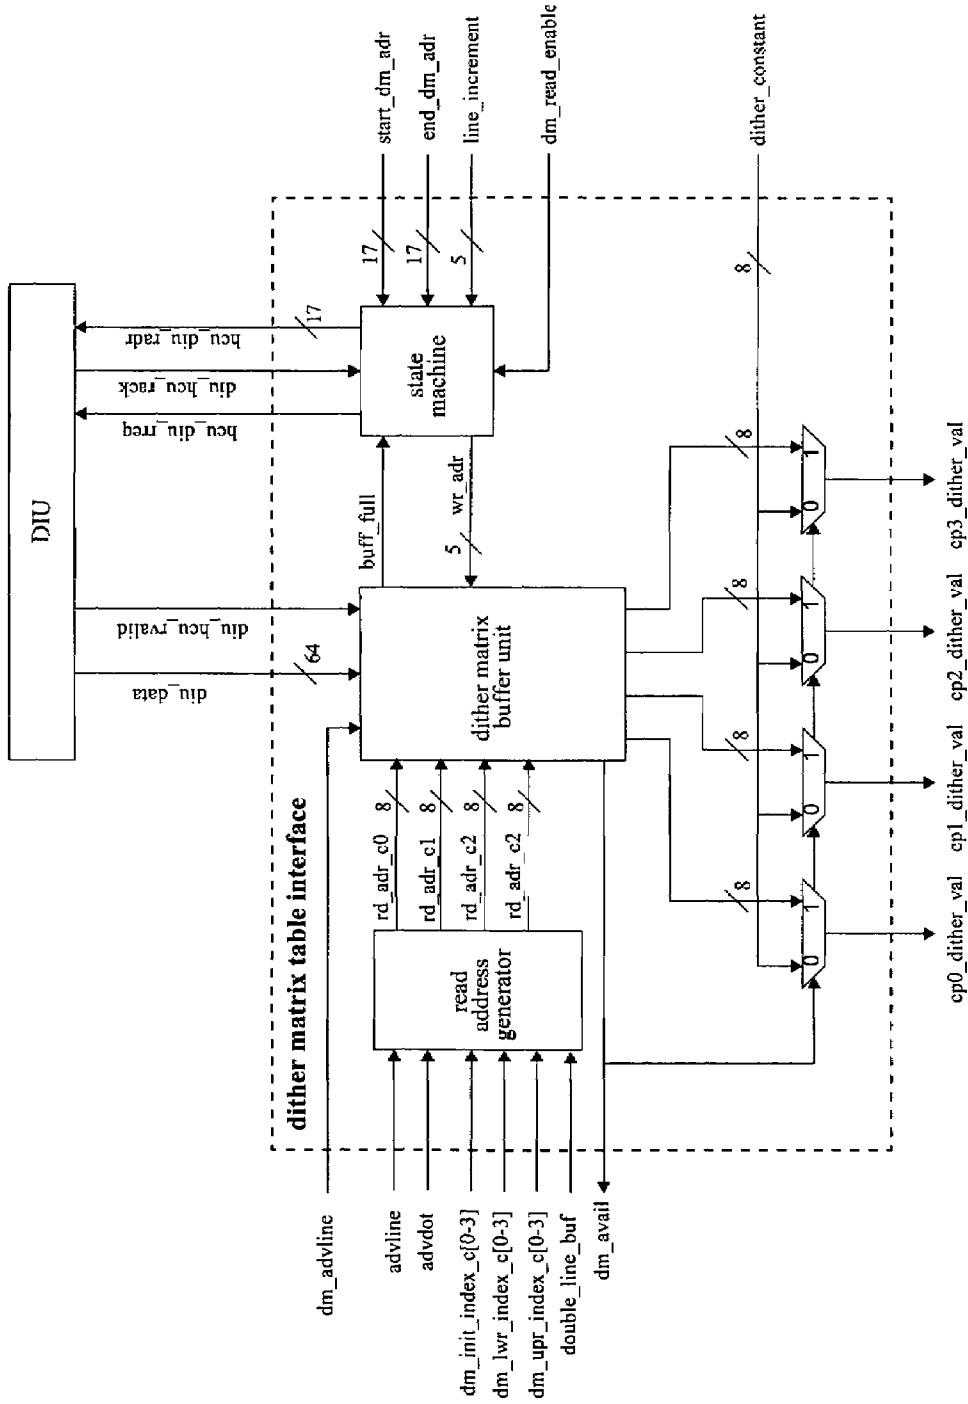 DIU
dither matrix table interface
diu_data
64
diu_hcu_rvalid
hcu_diu_rreq
diu_hcu_rack
hcu_diu_radr
17
dm_advline
advline
advdot
dm_init_index_c[0-3]
dm_lwr_index_c[0-3]
dm_upr_index_c[0-3]
double_line_buf
dm_avail
read
address
generator
rd_adr_c0
8
rd_adr_c1
8
rd_adr_c2
8
rd_adr_c2
8
dither matrix
buffer unit
buff_full
wr_adr
5
state
machine
17
start_dm_adr
17
end_dm_adr
5
line_increment
dm_read_enable
8
dither_constant
8
8
8
8
0 1
0 1
0 1
0 1
cp0_dither_val
cp1_dither_val
cp2_dither_val
cp3_dither_val